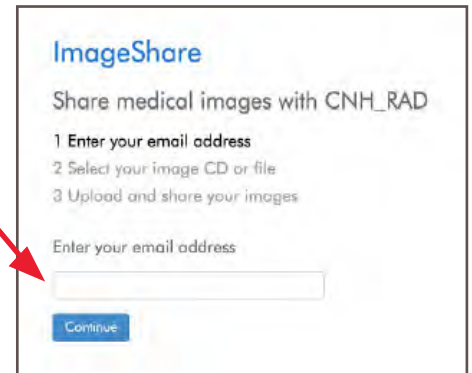 ImageShare
Share medical images with CNH_RAD
1 Enter your email address
2 Select your image CD or file
3 Upload and share your images
Enter your email address
Continue